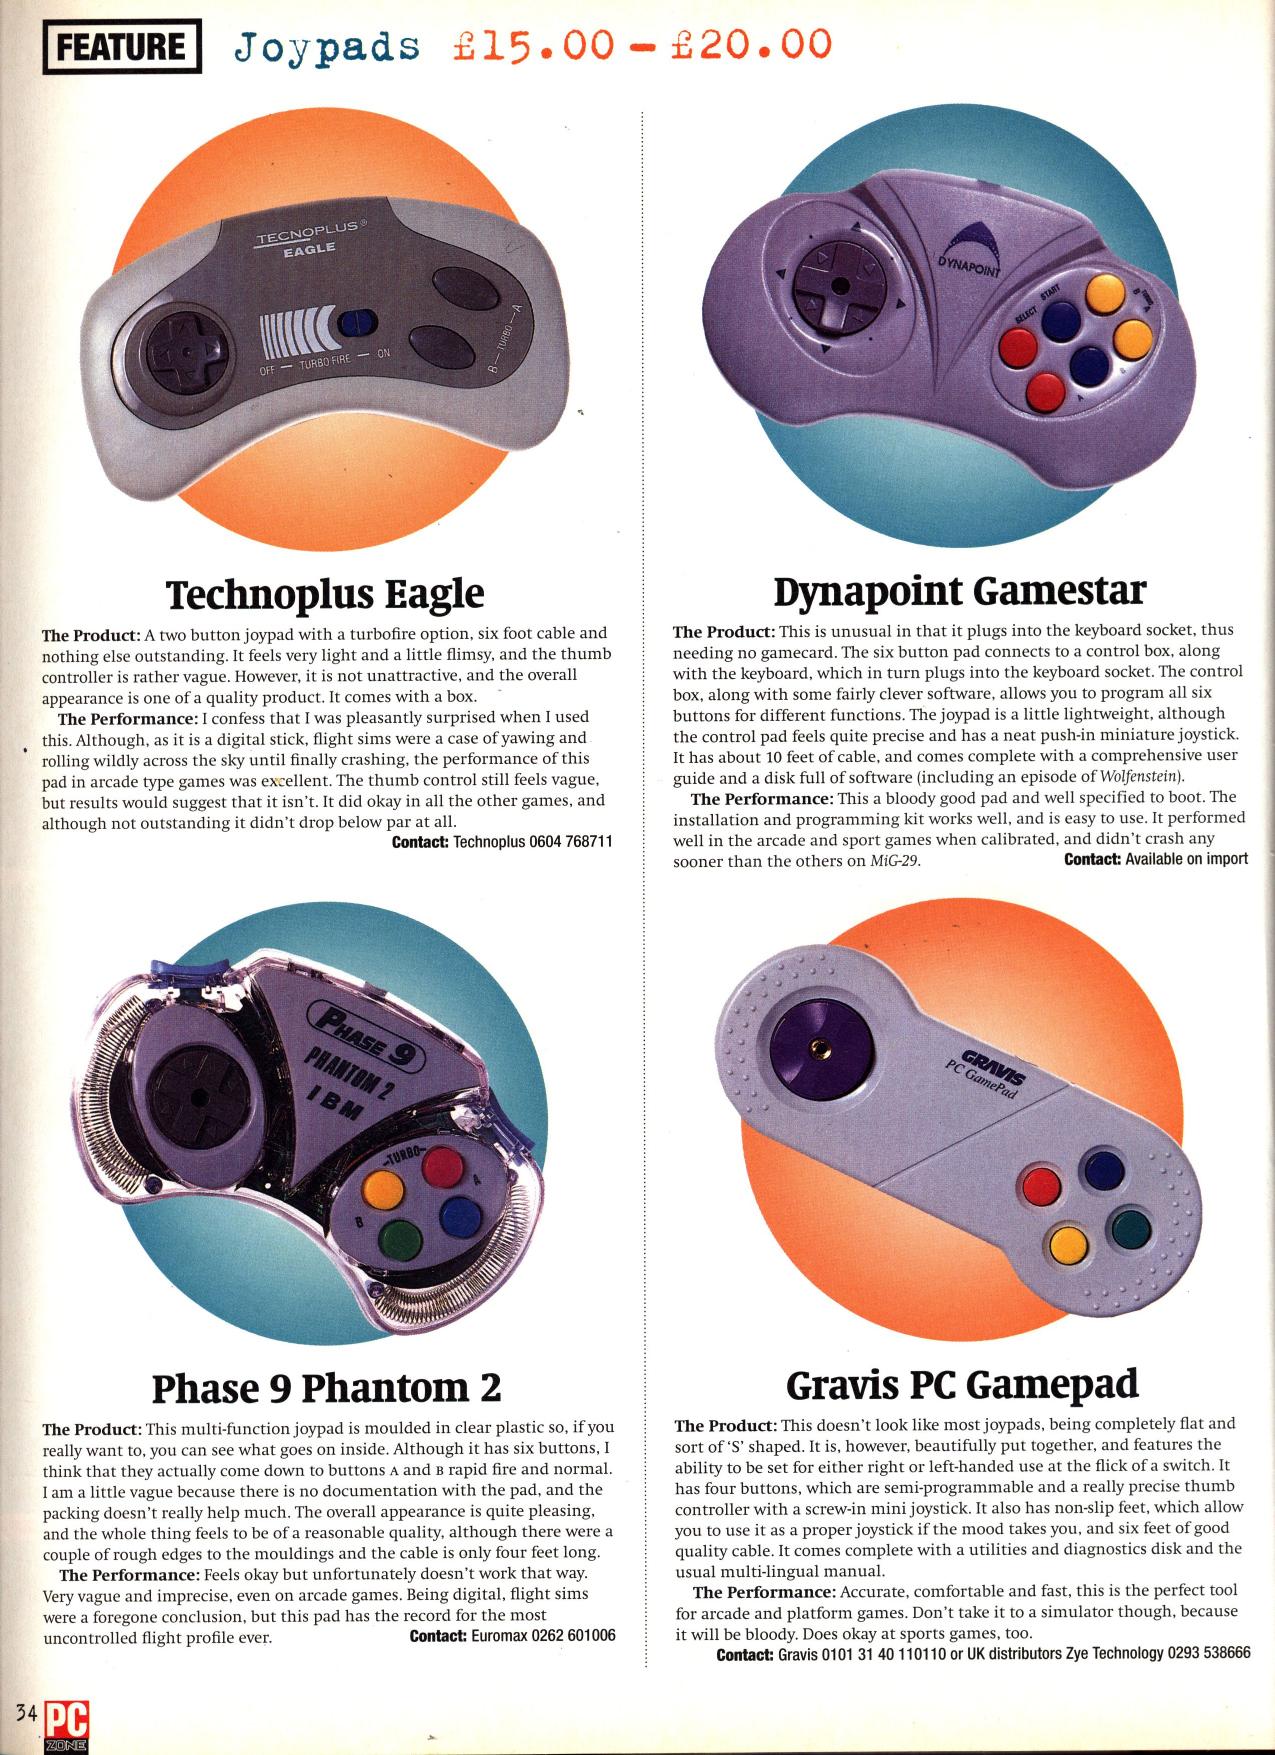 FEATURE
Joypads £15.00 – £20.00
TECNOPLUS®
EAGLE
OFF — TURBO FIRE — ON
B — TURBO — A
Technoplus Eagle
The Product: A two button joypad with a turbofire option, six foot cable and
nothing else outstanding. It feels very light and a little flimsy, and the thumb
controller is rather vague. However, it is not unattractive, and the overall
appearance is one of a quality product. It comes with a box.
The Performance: I confess that I was pleasantly surprised when I used
this. Although, as it is a digital stick, flight sims were a case of yawing and
rolling wildly across the sky until finally crashing, the performance of this
pad in arcade type games was excellent. The thumb control still feels vague,
but results would suggest that it isn't. It did okay in all the other games, and
although not outstanding it didn't drop below par at all.
Contact: Technoplus 0604 768711
DYNAPOINT
SELECT START
A
B
Dynapoint Gamestar
The Product: This is unusual in that it plugs into the keyboard socket, thus
needing no gamecard. The six button pad connects to a control box, along
with the keyboard, which in turn plugs into the keyboard socket. The control
box, along with some fairly clever software, allows you to program all six
buttons for different functions. The joypad is a little lightweight, although
the control pad feels quite precise and has a neat push-in miniature joystick.
It has about 10 feet of cable, and comes complete with a comprehensive user
guide and a disk full of software (including an episode of Wolfenstein).
The Performance: This a bloody good pad and well specified to boot. The
installation and programming kit works well, and is easy to use. It performed
well in the arcade and sport games when calibrated, and didn't crash any
sooner than the others on MiG-29. Contact: Available on import
PHASE 9
PHANTOM 2
IBM
-TURBO-
A
B
Phase 9 Phantom 2
The Product: This multi-function joypad is moulded in clear plastic so, if you
really want to, you can see what goes on inside. Although it has six buttons, I
think that they actually come down to buttons A and B rapid fire and normal.
I am a little vague because there is no documentation with the pad, and the
packing doesn't really help much. The overall appearance is quite pleasing,
and the whole thing feels to be of a reasonable quality, although there were a
couple of rough edges to the mouldings and the cable is only four feet long.
The Performance: Feels okay but unfortunately doesn't work that way.
Very vague and imprecise, even on arcade games. Being digital, flight sims
were a foregone conclusion, but this pad has the record for the most
uncontrolled flight profile ever. Contact: Euromax 0262 601006
GRAVIS
PC GamePad
Gravis PC Gamepad
The Product: This doesn't look like most joypads, being completely flat and
sort of 'S' shaped. It is, however, beautifully put together, and features the
ability to be set for either right or left-handed use at the flick of a switch. It
has four buttons, which are semi-programmable and a really precise thumb
controller with a screw-in mini joystick. It also has non-slip feet, which allow
you to use it as a proper joystick if the mood takes you, and six feet of good
quality cable. It comes complete with a utilities and diagnostics disk and the
usual multi-lingual manual.
The Performance: Accurate, comfortable and fast, this is the perfect tool
for arcade and platform games. Don't take it to a simulator though, because
it will be bloody. Does okay at sports games, too.
Contact: Gravis 0101 31 40 110110 or UK distributors Zye Technology 0293 538666
34 PC
ZONE